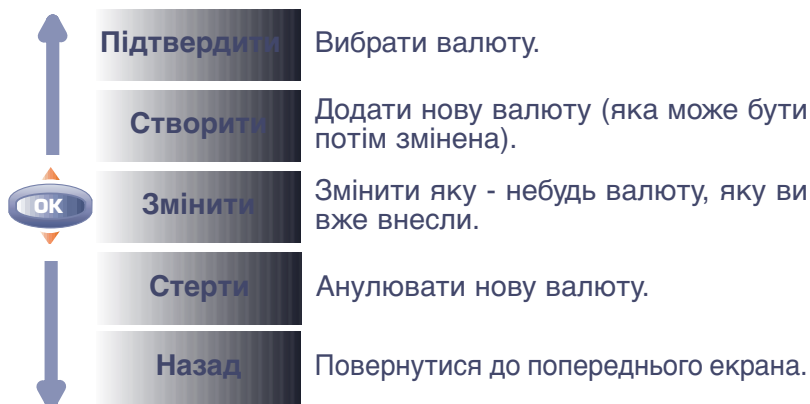 Підтвердити
Вибрати валюту.
Створити
Додати нову валюту (яка може бути
потім змінена).
OK
Змінити
Змінити яку - небудь валюту, яку ви
вже внесли.
Стерти
Анулювати нову валюту.
Назад
Повернутися до попереднього екрана.